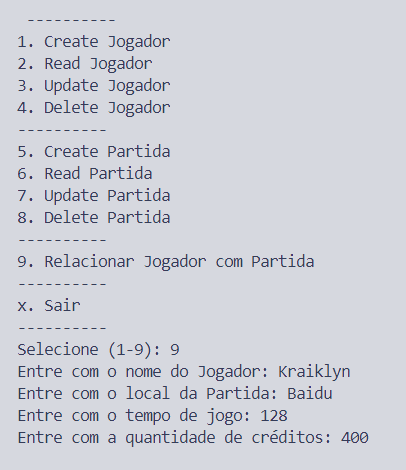 ----------
1. Create Jogador
2. Read Jogador
3. Update Jogador
4. Delete Jogador
----------
5. Create Partida
6. Read Partida
7. Update Partida
8. Delete Partida
----------
9. Relacionar Jogador com Partida
----------
x. Sair
----------
Selecione (1-9): 9
Entre com o nome do Jogador: Kraiklyn
Entre com o local da Partida: Baidu
Entre com o tempo de jogo: 128
Entre com a quantidade de créditos: 400